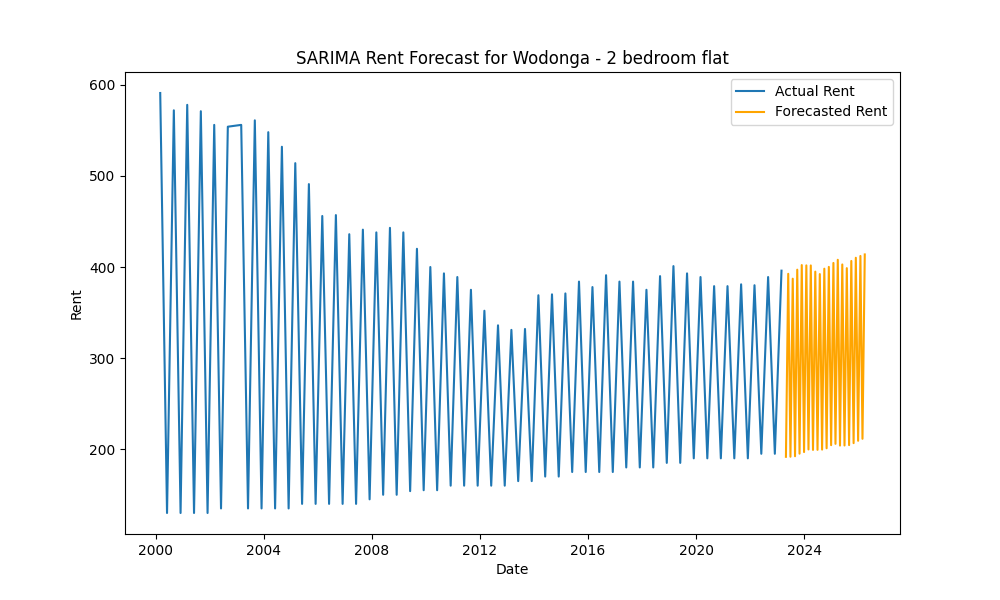 SARIMA Rent Forecast for Wodonga - 2 bedroom flat
Actual Rent
Forecasted Rent
600
500
400
300
200
Rent
2000 2004 2008 2012 2016 2020 2024
Date